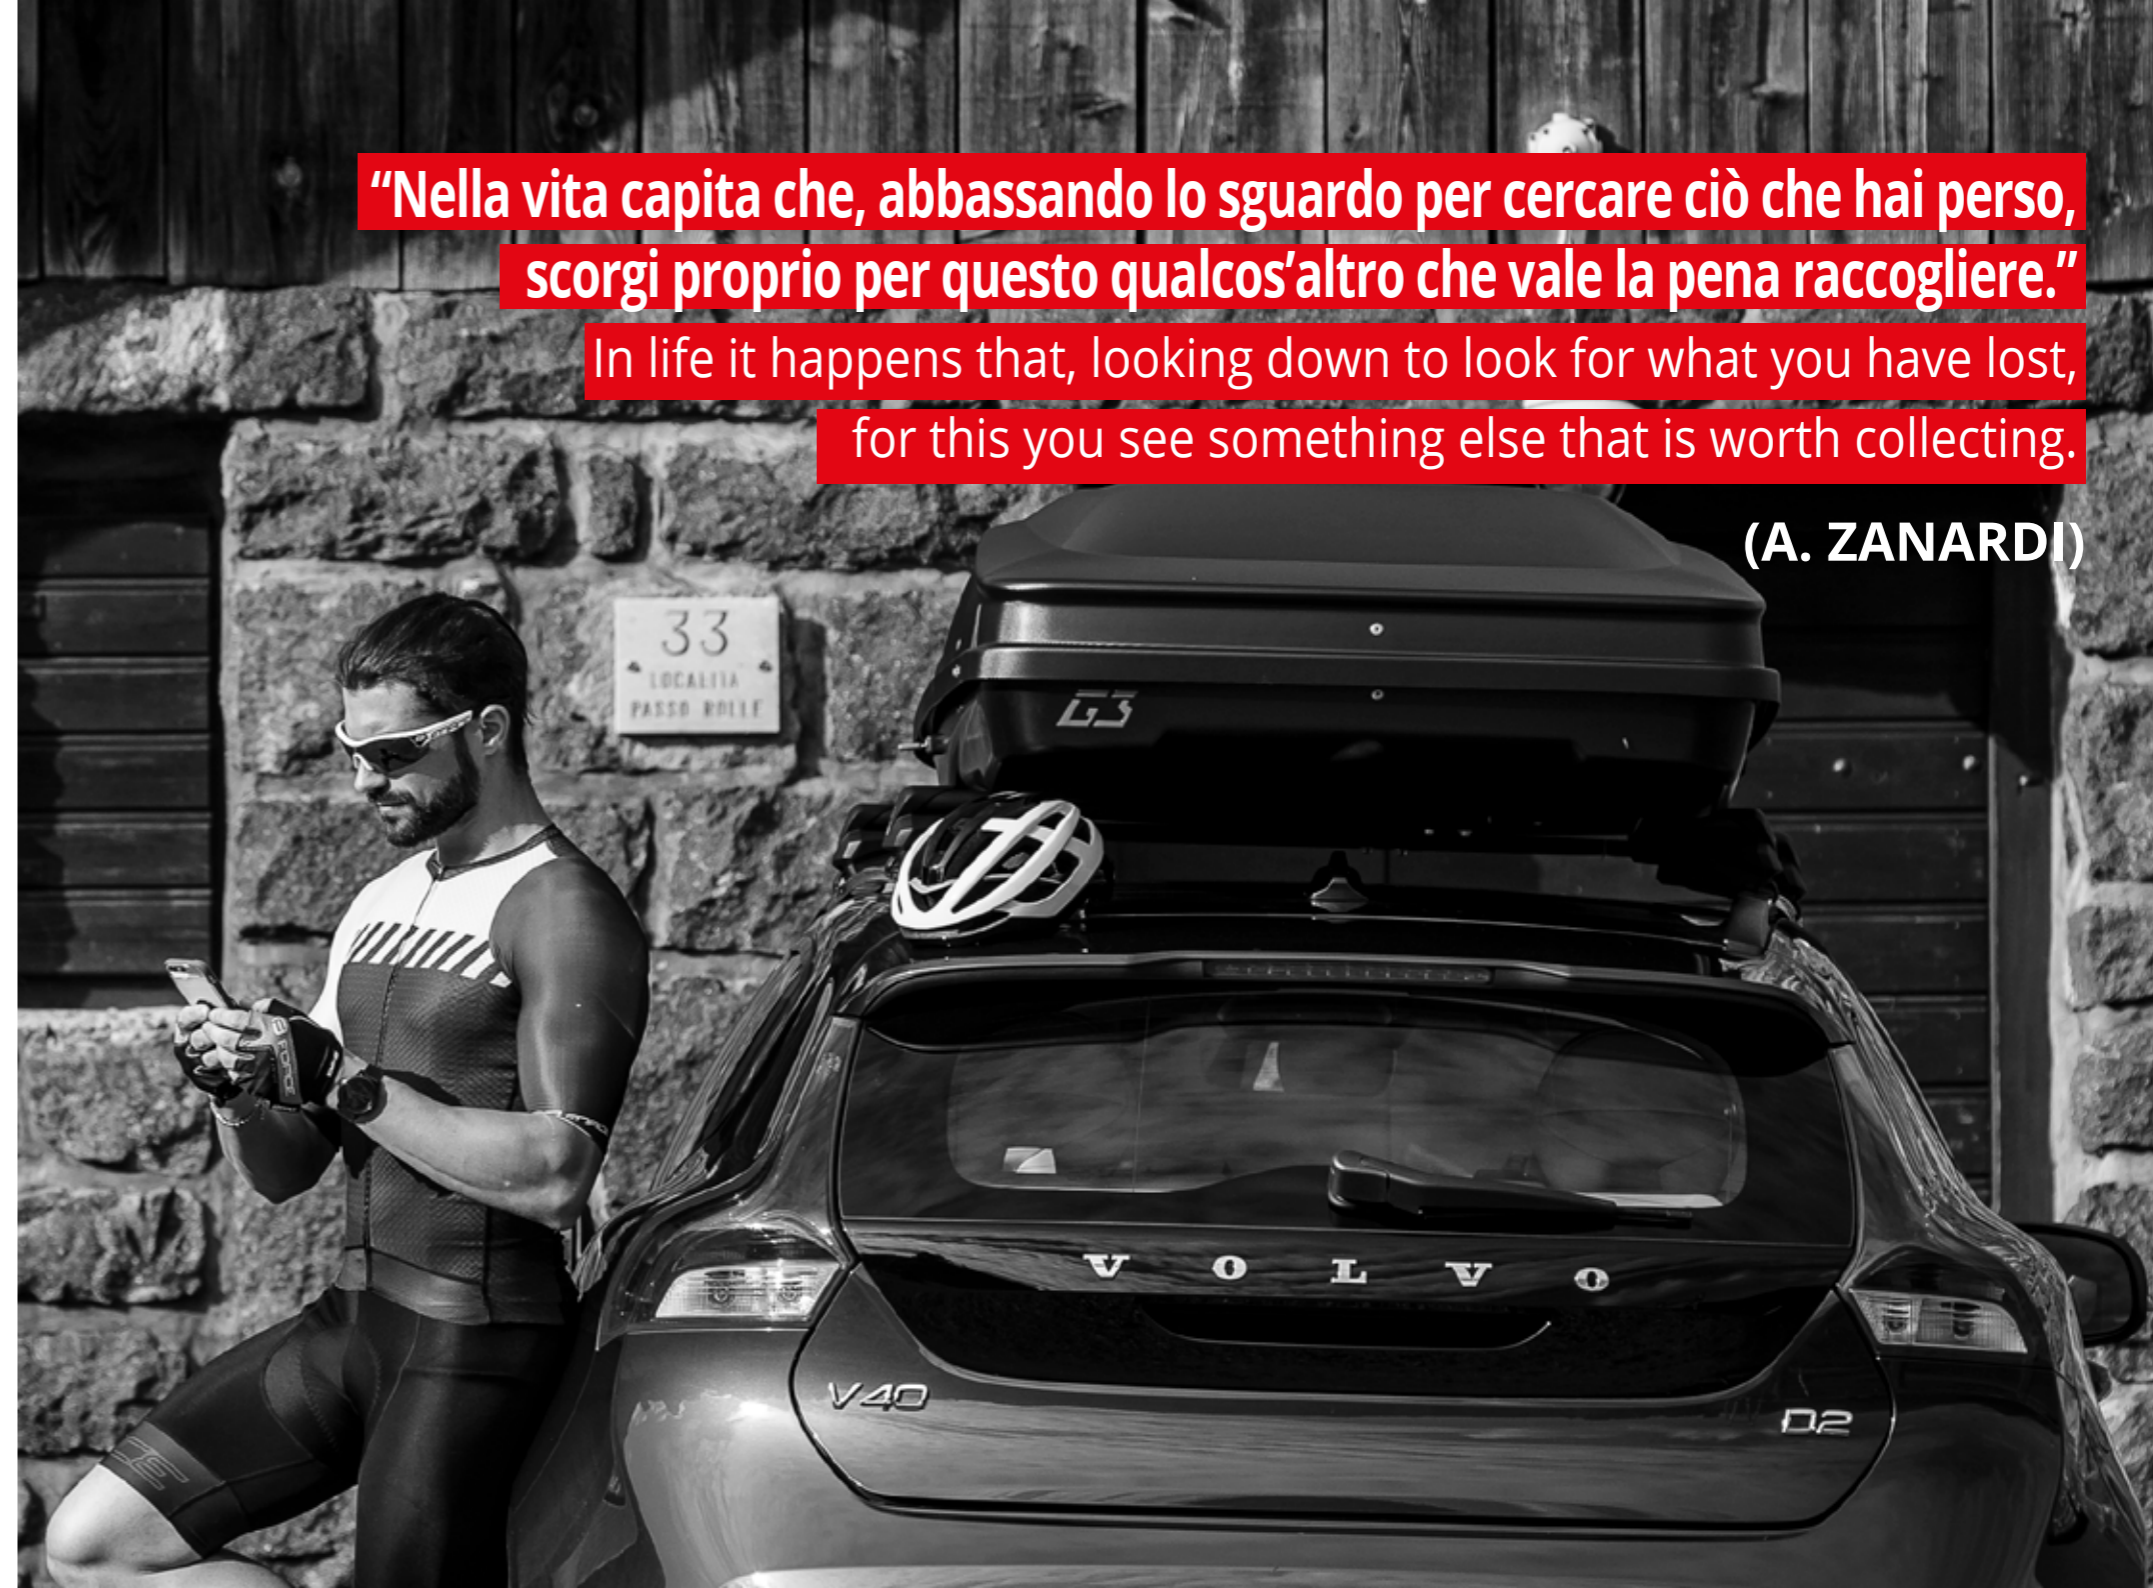 “Nella vita capita che, abbassando lo sguardo per cercare ciò che hai perso,
scorgi proprio per questo qualcos’altro che vale la pena raccogliere.”
In life it happens that, looking down to look for what you have lost,
for this you see something else that is worth collecting.
(A. ZANARDI)
33
LOCALITA
PASSO ROLLE
G3
FORCE
VOLVO
V40
D2